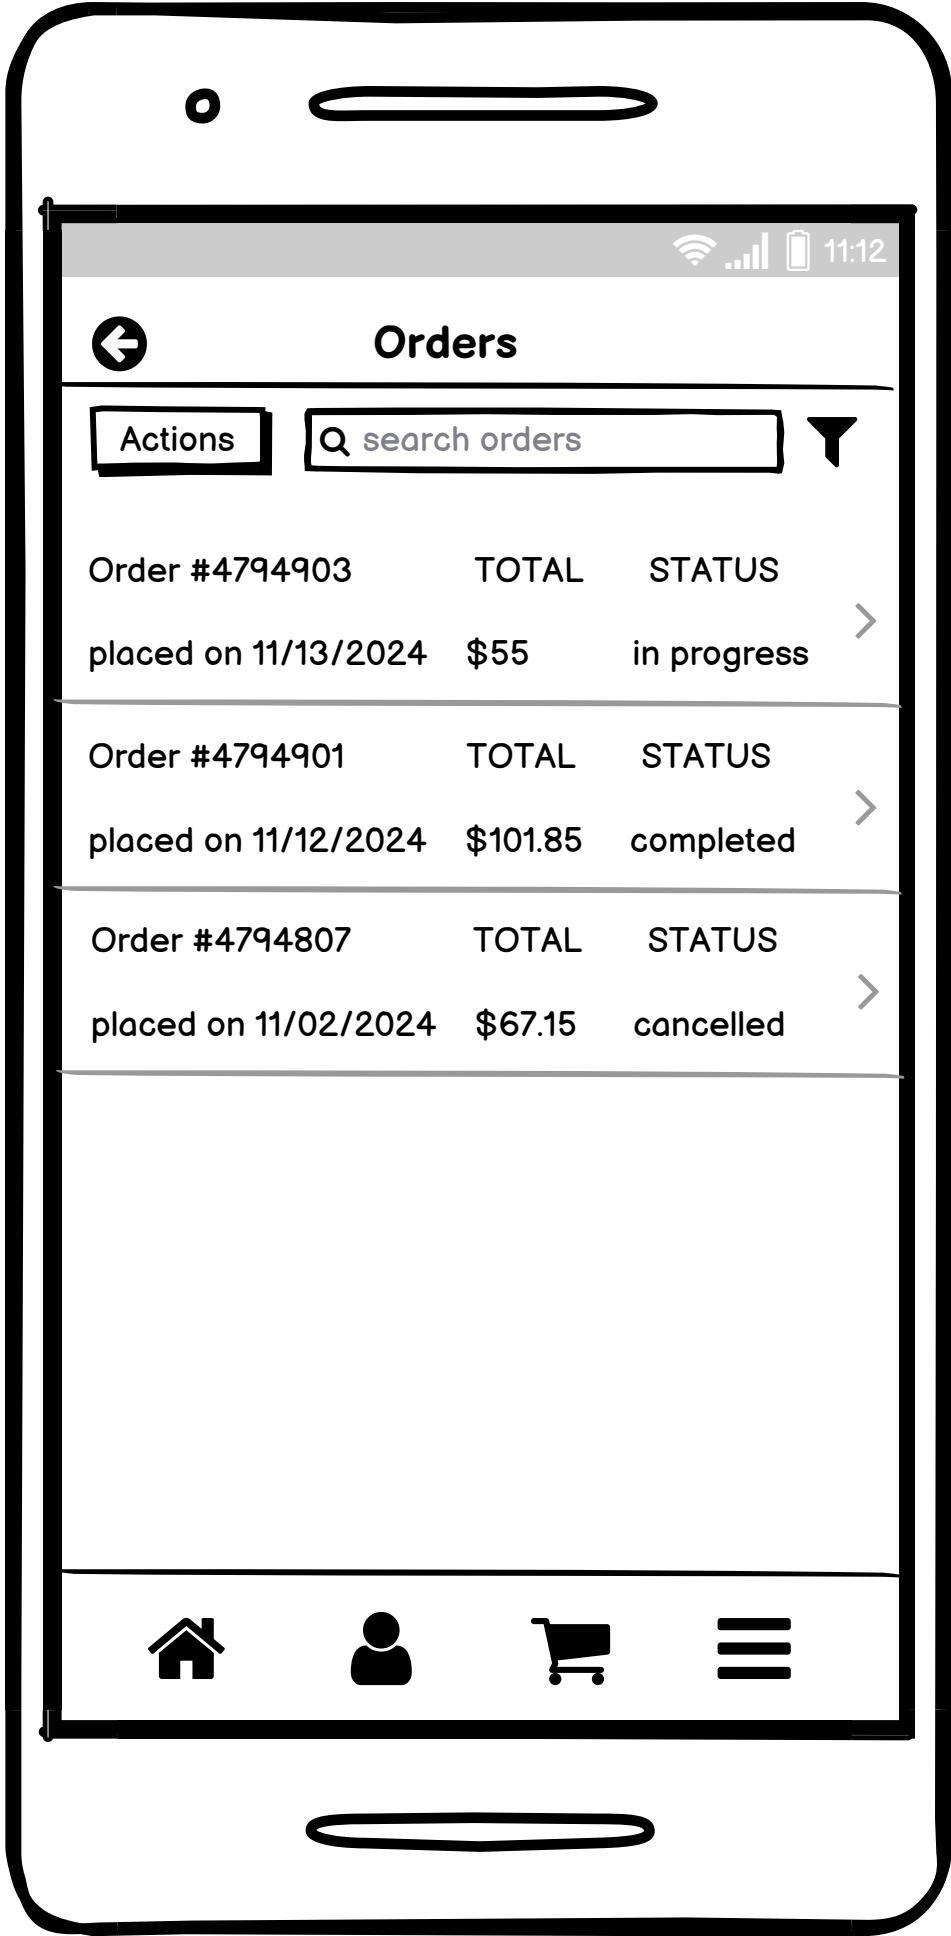 11:12
Orders
Actions search orders
Order #4794903 TOTAL STATUS
placed on 11/13/2024 $55 in progress
Order #4794901 TOTAL STATUS
placed on 11/12/2024 $101.85 completed
Order #4794807 TOTAL STATUS
placed on 11/02/2024 $67.15 cancelled